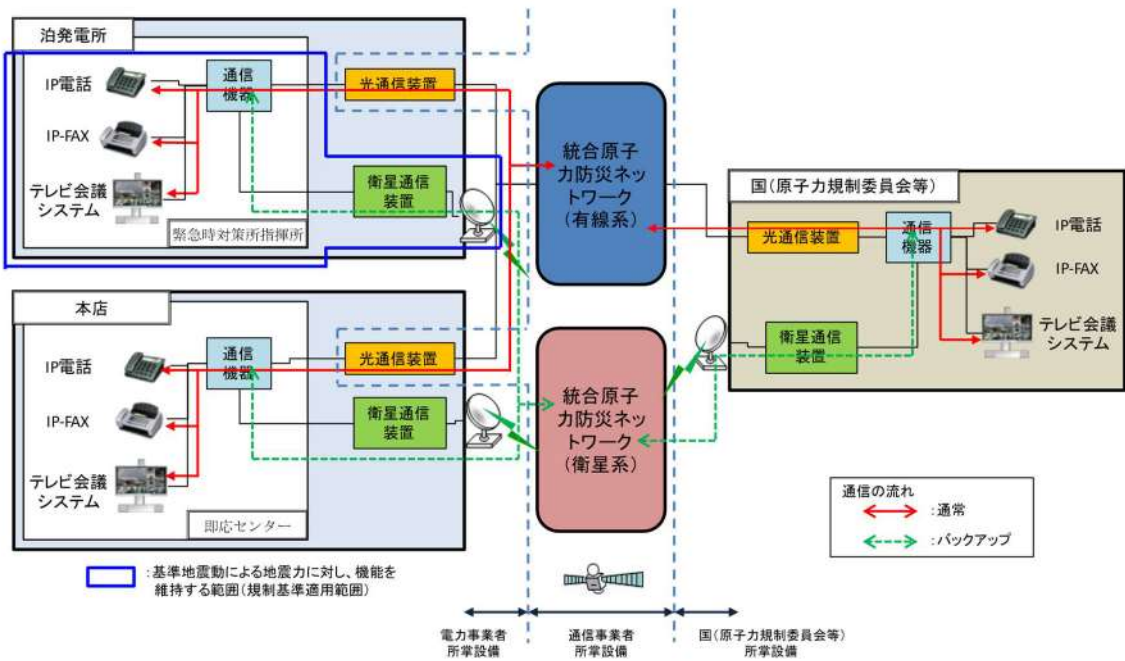 泊発電所
IP電話
IP-FAX
テレビ会議
システム
通信
機器
光通信装置
衛星通信
装置
緊急時対策所指揮所
本店
IP電話
IP-FAX
テレビ会議
システム
通信
機器
光通信装置
衛星通信
装置
即応センター
統合原子
力防災ネッ
トワーク
(有線系)
統合原子
力防災ネッ
トワーク
(衛星系)
国(原子力規制委員会等)
光通信装置
通信
機器
衛星通信
装置
IP電話
IP-FAX
テレビ会議
システム
通信の流れ
:通常
:バックアップ
:基準地震動による地震力に対し、機能を
維持する範囲(規制基準適用範囲)
電力事業者
所掌設備
通信事業者
所掌設備
国(原子力規制委員会等)
所掌設備